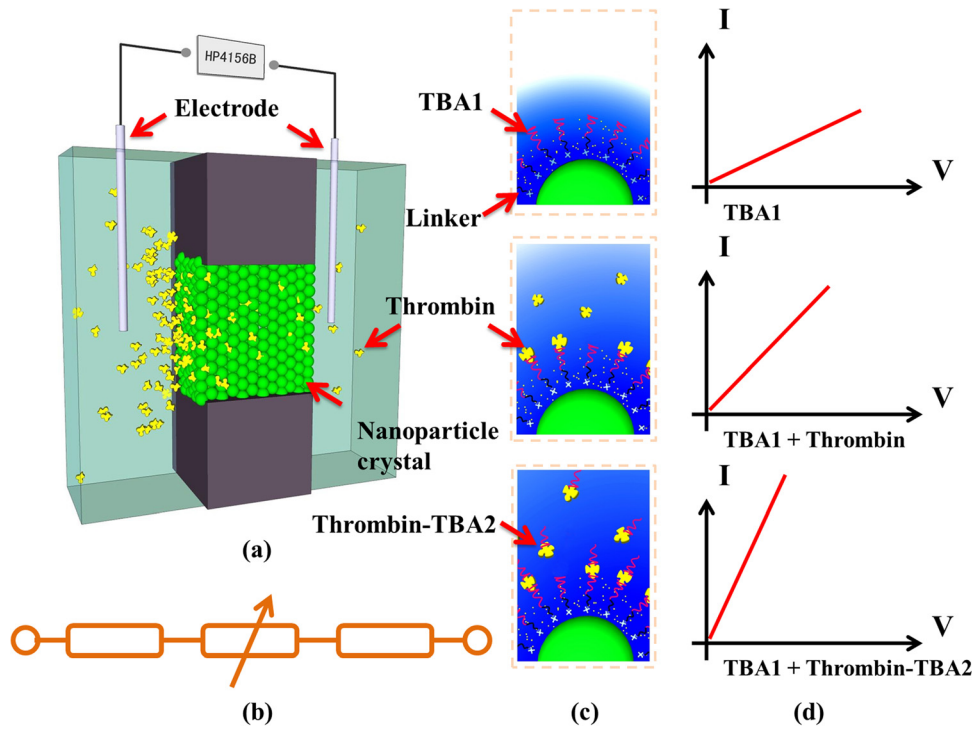 HP4156B
Electrode
Thrombin
Nanoparticle
crystal
(a)
(b)
TBA1
Linker
Thrombin-TBA2
(c)
I
V
TBA1
I
V
TBA1 + Thrombin
I
V
TBA1 + Thrombin-TBA2
(d)